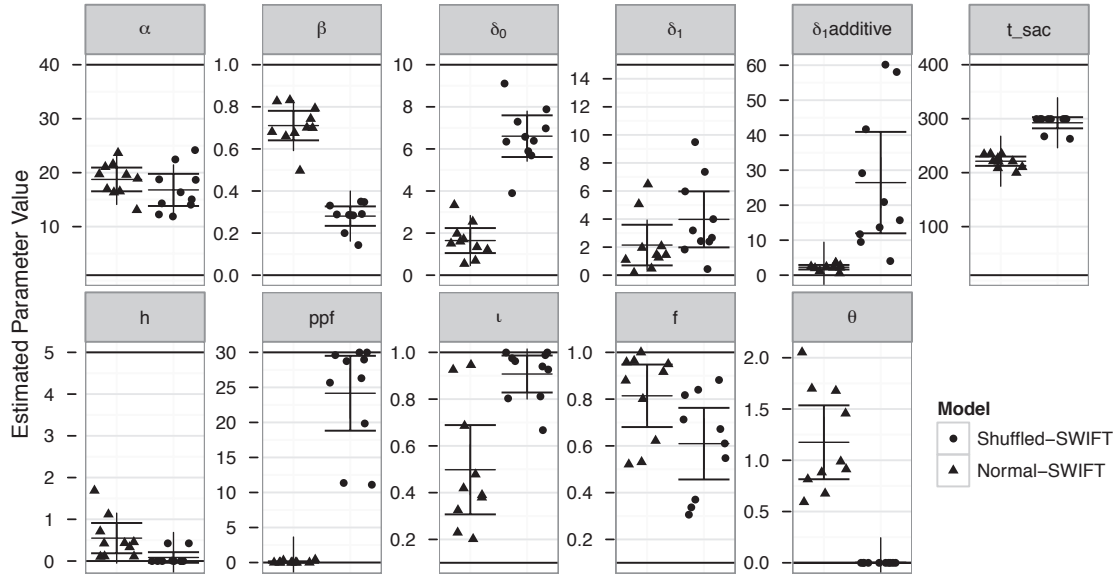 α β δ0 δ1 δ1additive t_sac
40 1.0 10 14 60 400
12 50
0.8 8
30 10 40 300
0.6 6
8
20 30
0.4 4 6 200
20
10 4
0.2 2 10 100
2
0.0 0 0 0
h ppf ι f θ
5 30 1.0 1.0 2.0
25
4 0.8 0.8
20 1.5
3
15 0.6 0.6 1.0
2
10
0.4 0.4
1 0.5
5
0 0 0.2 0.2 0.0
Estimated Parameter Value
Model
Shuffled-SWIFT
Normal-SWIFT